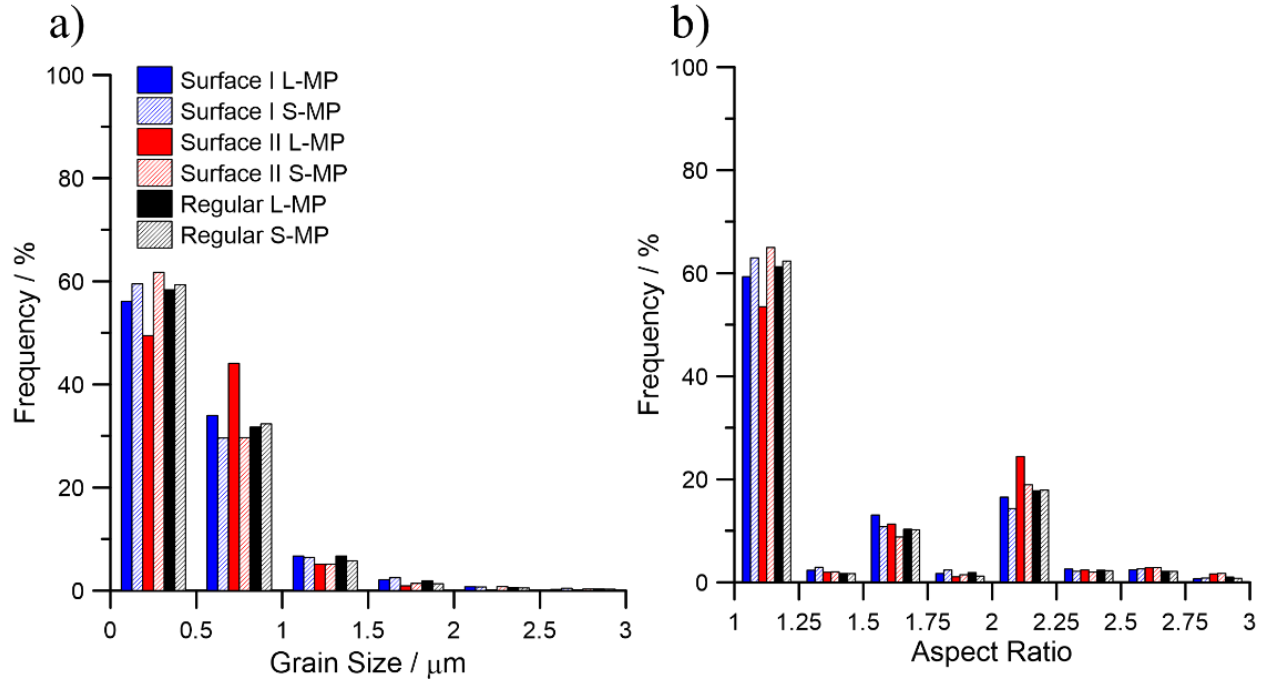 a)
100
80
60
40
20
0
Frequency / %
Surface I L-MP
Surface I S-MP
Surface II L-MP
Surface II S-MP
Regular L-MP
Regular S-MP
0 0.5 1 1.5 2 2.5 3
Grain Size / μm
b)
100
80
60
40
20
0
Frequency / %
1 1.25 1.5 1.75 2 2.25 2.5 2.75 3
Aspect Ratio